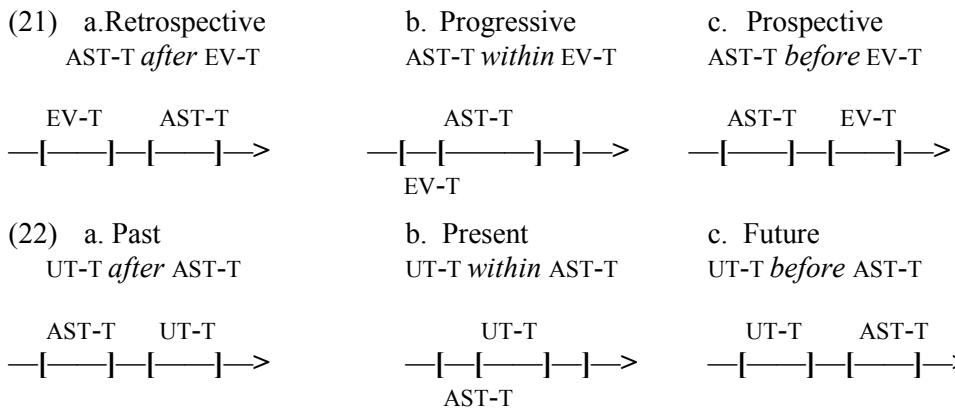 (21) a.Retrospective b. Progressive c. Prospective
AST-T after EV-T AST-T within EV-T AST-T before EV-T
EV-T AST-T AST-T AST-T EV-T
—[——]—[——]—> —[—[———]—]—> —[——]—[——]—>
EV-T
(22) a. Past b. Present c. Future
UT-T after AST-T UT-T within AST-T UT-T before AST-T
AST-T UT-T UT-T UT-T AST-T
—[——]—[——]—> —[—[——]—]—> —[——]—[——]—>
AST-T